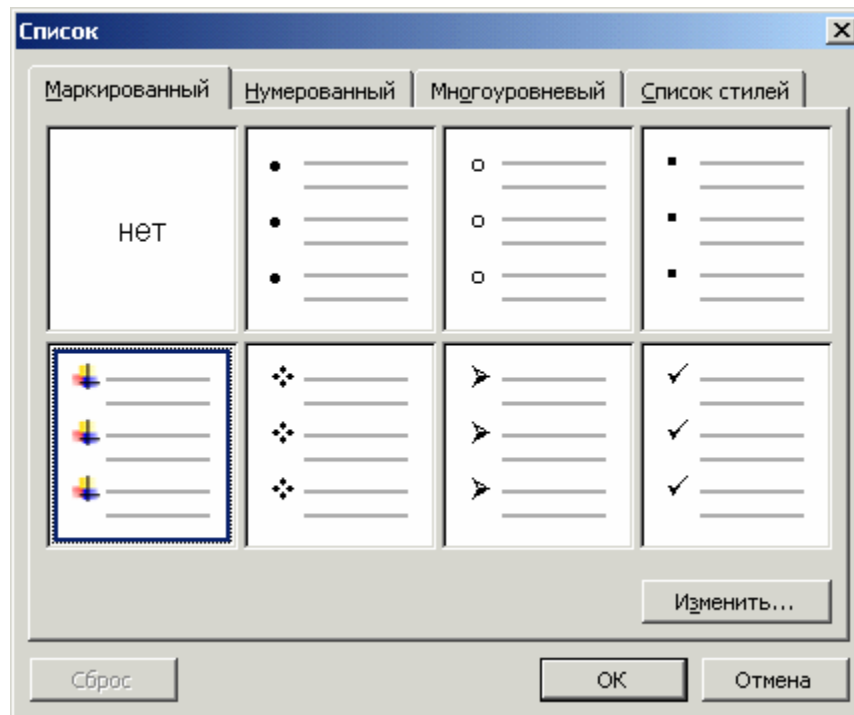 Список
Маркированный Нумерованный Многоуровневый Список стилей
нет
Изменить...
Сброс ОК Отмена